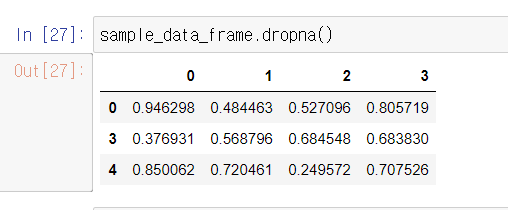 In [27]: sample_data_frame.dropna()
Out[27]:
0 1 2 3
0 0.946298 0.484463 0.527096 0.805719
3 0.376931 0.568796 0.684548 0.683830
4 0.850062 0.720461 0.249572 0.707526